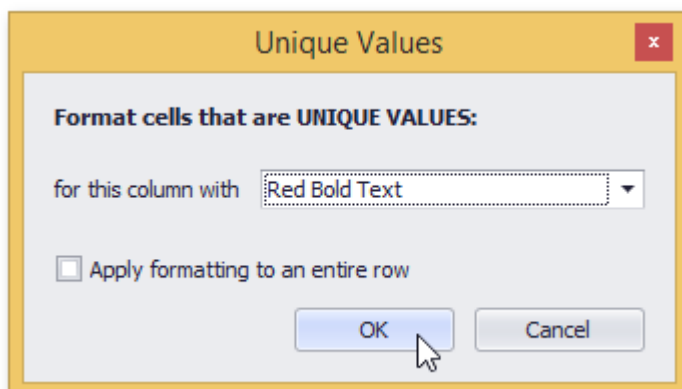 Unique Values
x
Format cells that are UNIQUE VALUES:
for this column with Red Bold Text
Apply formatting to an entire row
OK Cancel